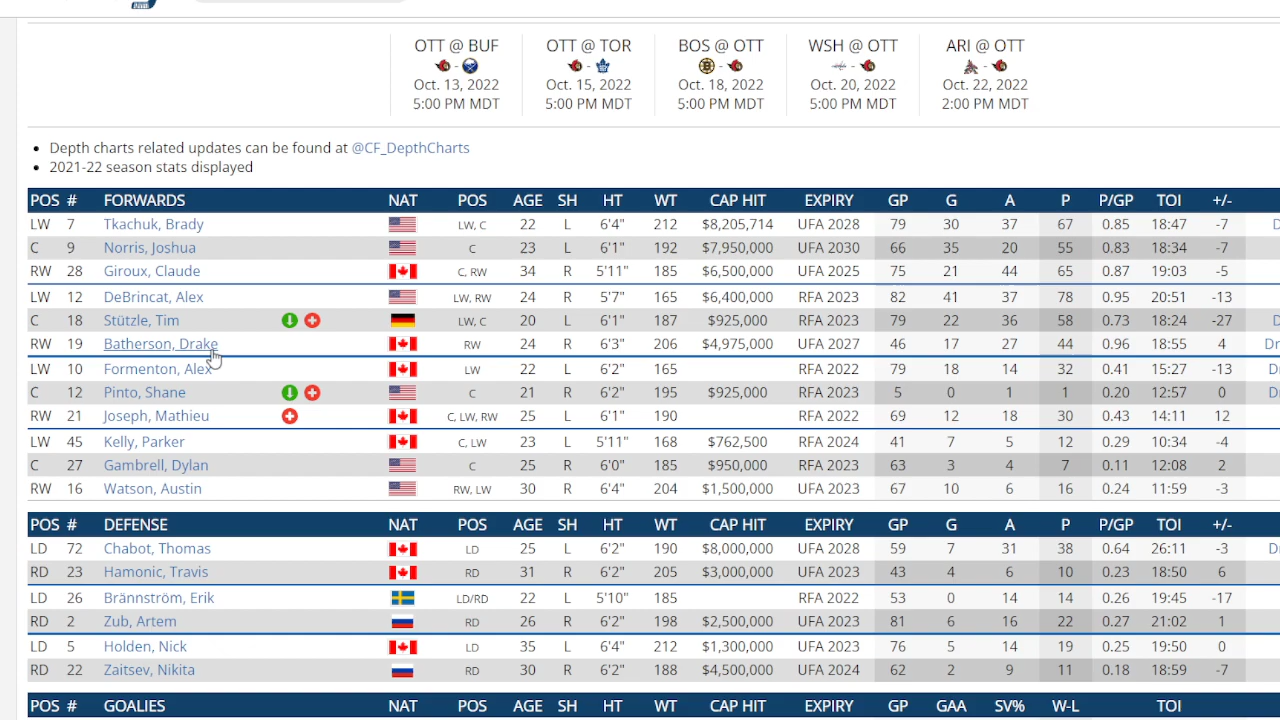 OTT @ BUF OTT @ TOR BOS @ OTT WSH @ OTT ARI @ OTT
- - - - -
Oct. 13, 2022 Oct. 15, 2022 Oct. 18, 2022 Oct. 20, 2022 Oct. 22, 2022
5:00 PM MDT 5:00 PM MDT 5:00 PM MDT 5:00 PM MDT 2:00 PM MDT
• Depth charts related updates can be found at @CF_DepthCharts
• 2021-22 season stats displayed
POS # FORWARDS NAT POS AGE SH HT WT CAP HIT EXPIRY GP G A P P/GP TOI +/-
LW 7 Tkachuk, Brady LW, C 22 L 6'4" 212 $8,205,714 UFA 2028 79 30 37 67 0.85 18:47 -7
C 9 Norris, Joshua C 23 L 6'1" 192 $7,950,000 UFA 2030 66 35 20 55 0.83 18:34 -7
RW 28 Giroux, Claude C, RW 34 R 5'11" 185 $6,500,000 UFA 2025 75 21 44 65 0.87 19:03 -5
LW 12 DeBrincat, Alex LW, RW 24 R 5'7" 165 $6,400,000 RFA 2023 82 41 37 78 0.95 20:51 -13
C 18 Stützle, Tim LW, C 20 L 6'1" 187 $925,000 RFA 2023 79 22 36 58 0.73 18:24 -27
RW 19 Batherson, Drake RW 24 R 6'3" 206 $4,975,000 UFA 2027 46 17 27 44 0.96 18:55 4
LW 10 Formenton, Alex LW 22 L 6'2" 165 RFA 2022 79 18 14 32 0.41 15:27 -13
C 12 Pinto, Shane C 21 R 6'2" 195 $925,000 RFA 2023 5 0 1 1 0.20 12:57 0
RW 21 Joseph, Mathieu C, LW, RW 25 L 6'1" 190 RFA 2022 69 12 18 30 0.43 14:11 12
LW 45 Kelly, Parker C, LW 23 L 5'11" 168 $762,500 RFA 2024 41 7 5 12 0.29 10:34 -4
C 27 Gambrell, Dylan C 25 R 6'0" 185 $950,000 RFA 2023 63 3 4 7 0.11 12:08 2
RW 16 Watson, Austin RW, LW 30 R 6'4" 204 $1,500,000 UFA 2023 67 10 6 16 0.24 11:59 -3
POS # DEFENSE NAT POS AGE SH HT WT CAP HIT EXPIRY GP G A P P/GP TOI +/-
LD 72 Chabot, Thomas LD 25 L 6'2" 190 $8,000,000 UFA 2028 59 7 31 38 0.64 26:11 -3
RD 23 Hamonic, Travis RD 31 R 6'2" 205 $3,000,000 UFA 2023 43 4 6 10 0.23 18:50 6
LD 26 Brännström, Erik LD/RD 22 L 5'10" 185 RFA 2022 53 0 14 14 0.26 19:45 -17
RD 2 Zub, Artem RD 26 R 6'2" 198 $2,500,000 UFA 2023 81 6 16 22 0.27 21:02 1
LD 5 Holden, Nick LD 35 L 6'4" 212 $1,300,000 UFA 2023 76 5 14 19 0.25 19:50 0
RD 22 Zaitsev, Nikita RD 30 R 6'2" 188 $4,500,000 UFA 2024 62 2 9 11 0.18 18:59 -7
POS # GOALIES NAT POS AGE SH HT WT CAP HIT EXPIRY GP GAA SV% W-L TOI